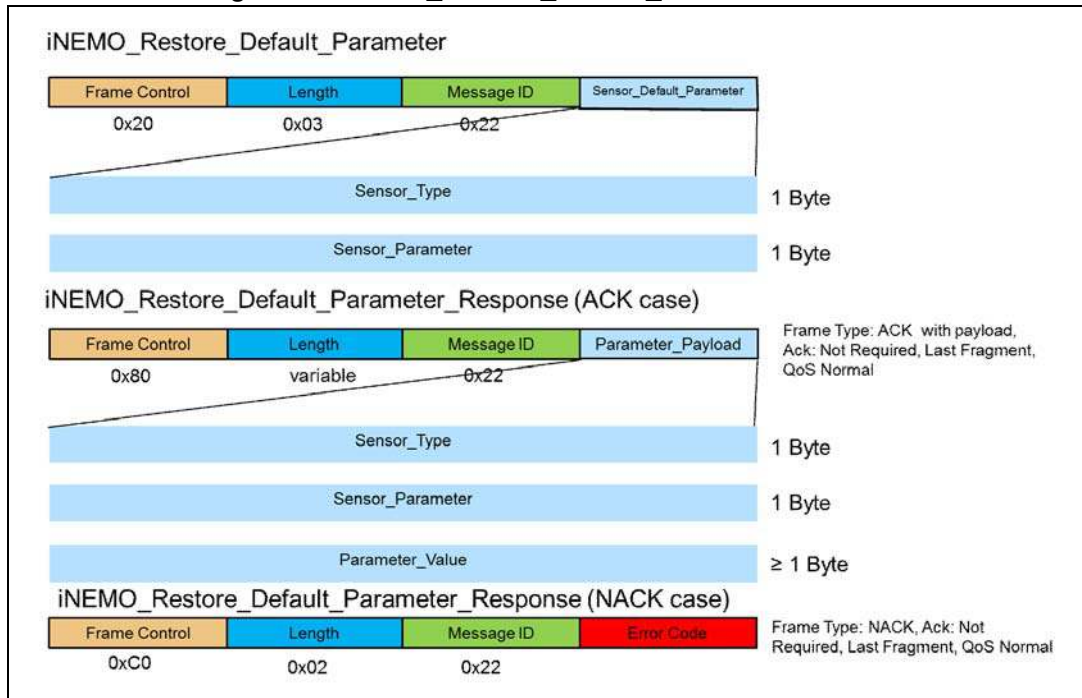 iNEMO_Restore_Default_Parameter
Frame Control Length Message ID Sensor_Default_Parameter
0x20 0x03 0x22
Sensor_Type 1 Byte
Sensor_Parameter 1 Byte
iNEMO_Restore_Default_Parameter_Response (ACK case)
Frame Control Length Message ID Parameter_Payload
0x80 variable 0x22
Frame Type: ACK with payload,
Ack: Not Required, Last Fragment,
QoS Normal
Sensor_Type 1 Byte
Sensor_Parameter 1 Byte
Parameter_Value ≥ 1 Byte
iNEMO_Restore_Default_Parameter_Response (NACK case)
Frame Control Length Message ID Error Code
0xC0 0x02 0x22
Frame Type: NACK, Ack: Not
Required, Last Fragment, QoS Normal